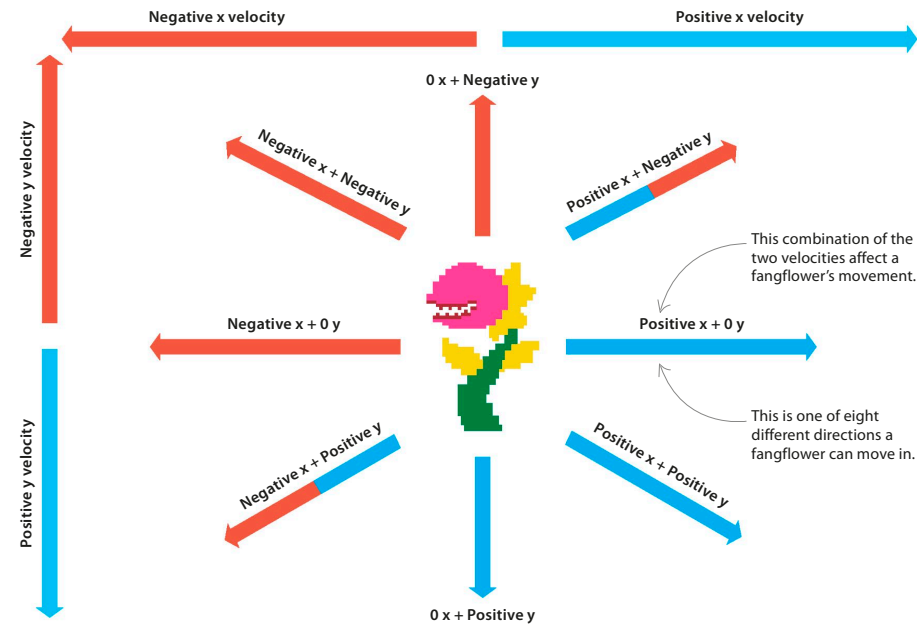 Negative x velocity
Positive x velocity
Negative y velocity
Positive y velocity
0 x + Negative y
Negative x + Negative y
Positive x + Negative y
This combination of the
two velocities affect a
fangflower’s movement.
Negative x + 0 y
Positive x + 0 y
This is one of eight
different directions a
fangflower can move in.
Negative x + Positive y
Positive x + Positive y
0 x + Positive y